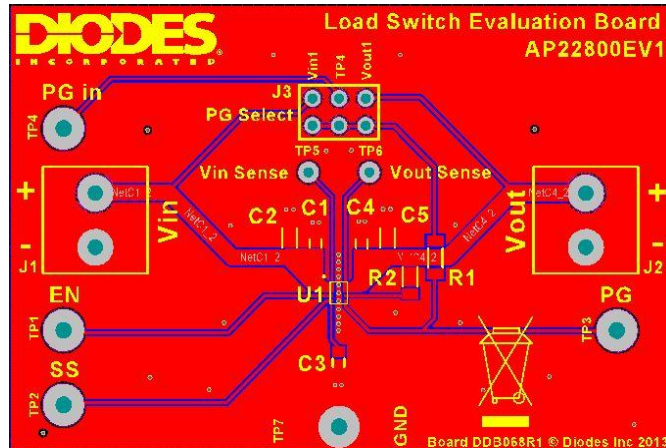 DIODES
INCORPORATED
Load Switch Evaluation Board
AP22800EV1
Vin1
TP4
Vout1
J3
PG Select
PG in
TP4
TP5
TP6
Vin Sense
Vout Sense
+
Vin
-
J1
NetC1_2
NetC1_2
NetC1_2
C2
C1
C4
C5
NetC4_2
NetC4_2
+
Vout
-
J2
U1
R2
R1
EN
TP1
PG
TP3
SS
TP2
C3
TP7
GND
Board DDB068R1 © Diodes Inc 2013